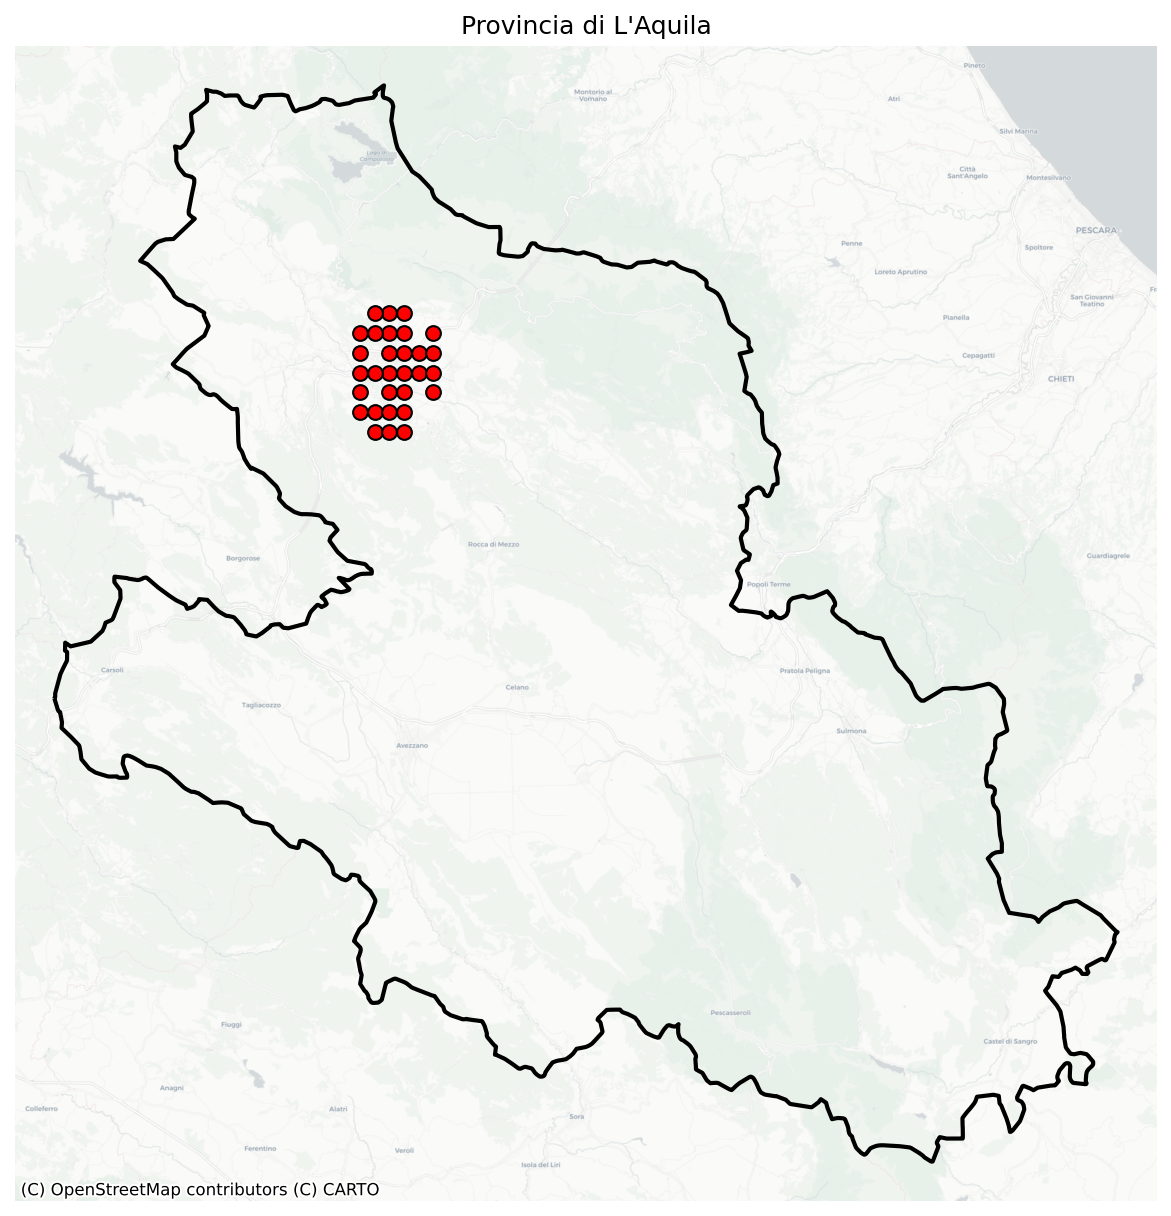 Provincia di L'Aquila
Pineto
Montorio al
Vomano
Atri
Silvi Marina
Lago di
Campotosto
Città
Sant'Angelo
Montesilvano
PESCARA
Penne
Spoltore
Loreto Aprutino
San Giovanni
Teatino
Pianella
Cepagatti
CHIETI
Rocca di Mezzo
Borgorose
Guardiagrele
Popoli Terme
Carsoli
Pratola Peligna
Celano
Tagliacozzo
Sulmona
Avezzano
Pescasseroli
Fiuggi
Castel di Sangro
Anagni
Colleferro
Alatri
Sora
Ferentino
Veroli
Isola del Liri
(C) OpenStreetMap contributors (C) CARTO